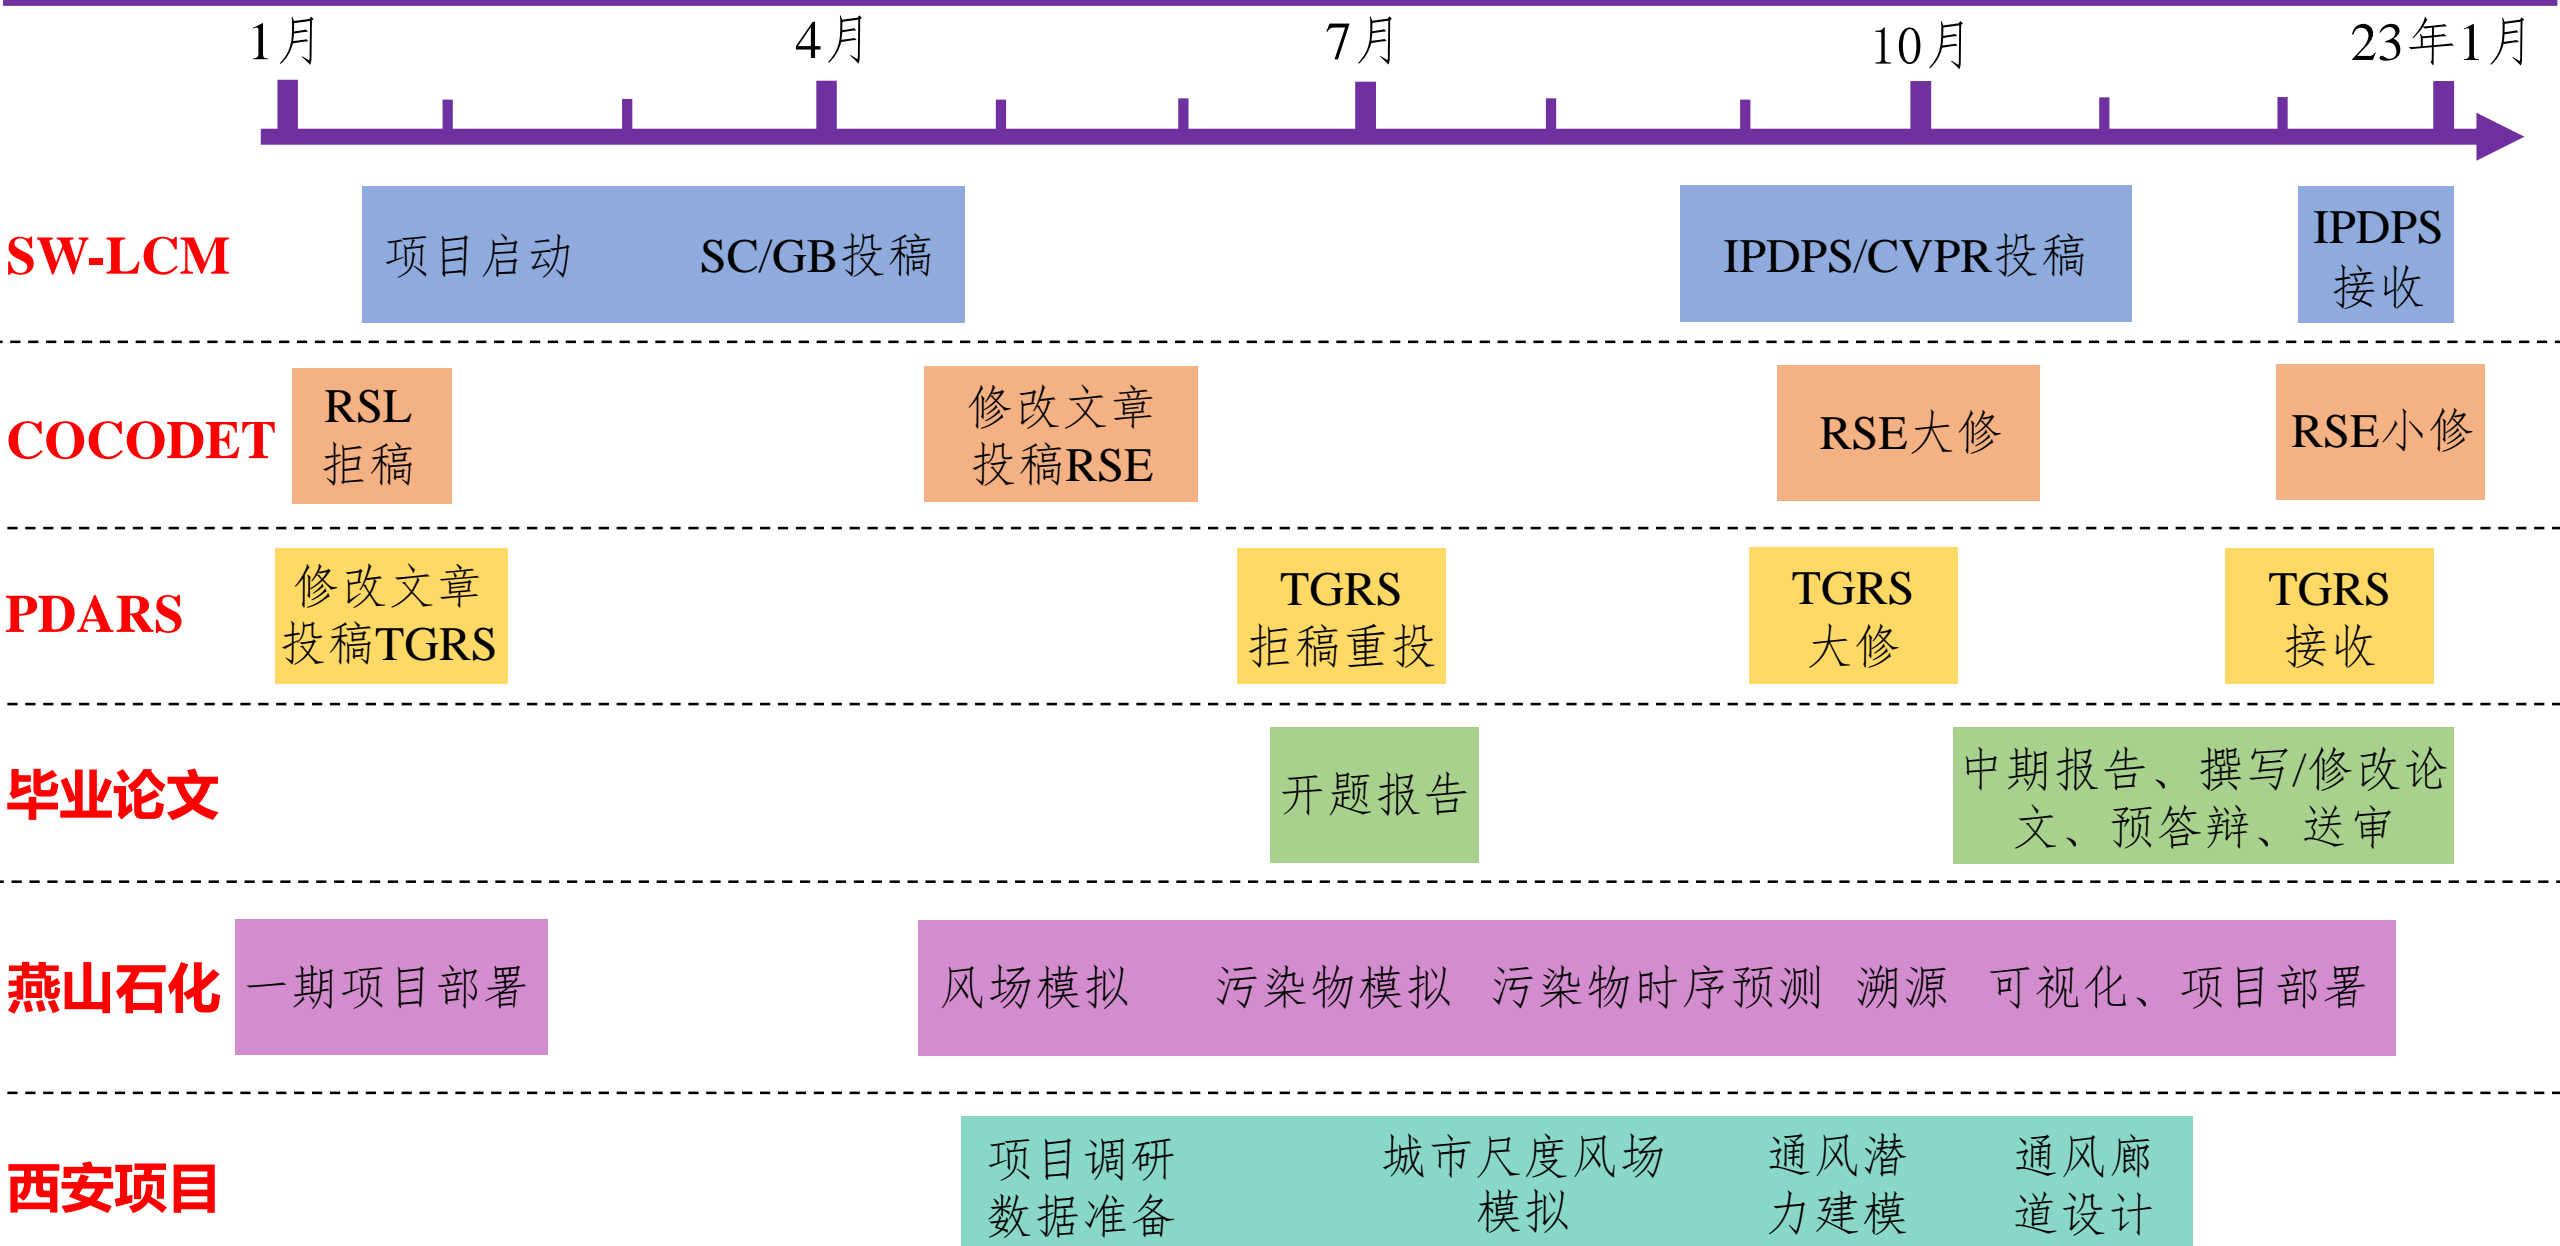 1月
4月
7月
10月
23年1月
SW-LCM
项目启动
SC/GB投稿
IPDPS/CVPR投稿
IPDPS
接收
COCODET
RSL
拒稿
修改文章
投稿RSE
RSE大修
RSE小修
PDARS
修改文章
投稿TGRS
TGRS
拒稿重投
TGRS
大修
TGRS
接收
毕业论文
开题报告
中期报告、撰写/修改论
文、预答辩、送审
燕山石化
一期项目部署
风场模拟
污染物模拟
污染物时序预测
溯源
可视化、项目部署
西安项目
项目调研
数据准备
城市尺度风场
模拟
通风潜
力建模
通风廊
道设计